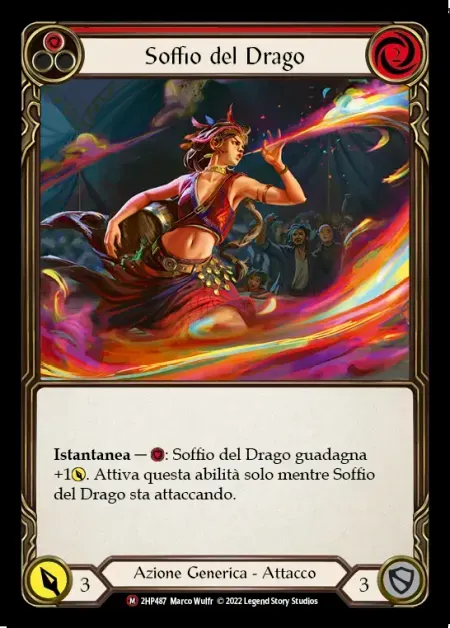 2
Soffio del Drago
Istantanea — : Soffio del Drago guadagna
+1. Attiva questa abilità solo mentre Soffio
del Drago sta attaccando.
3
Azione Generica - Attacco
3
M 2HP487 Marco Wulfr © 2022 Legend Story Studios